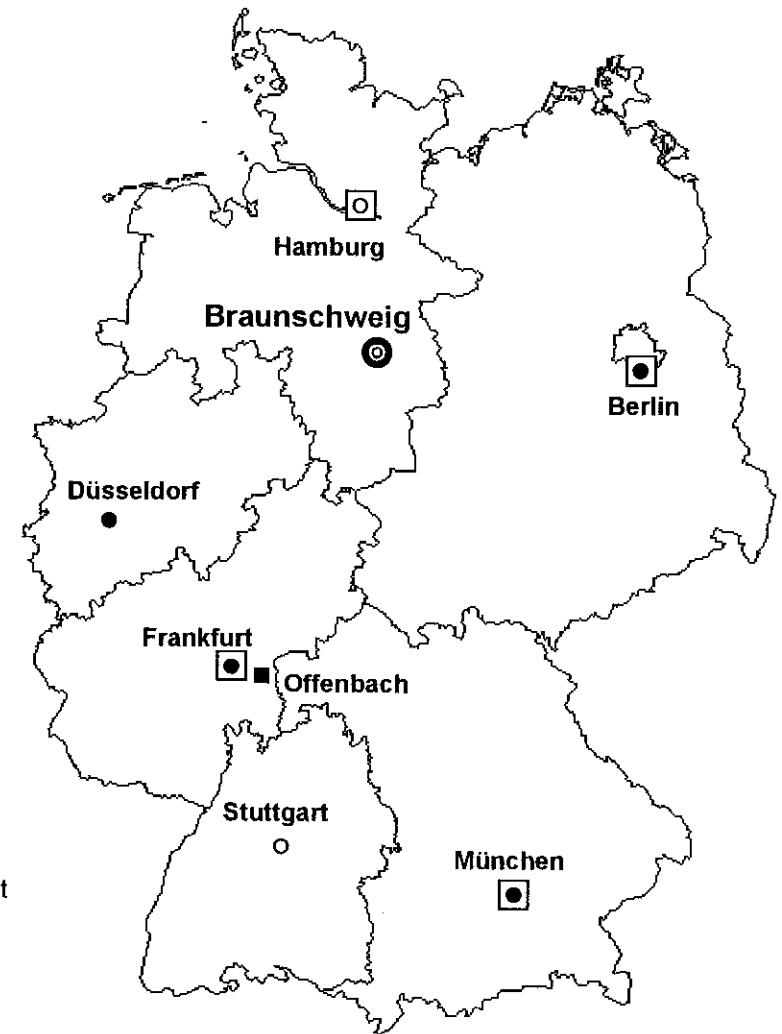 Hamburg
Braunschweig
Berlin
Düsseldorf
Frankfurt
Offenbach
Stuttgart
München
t